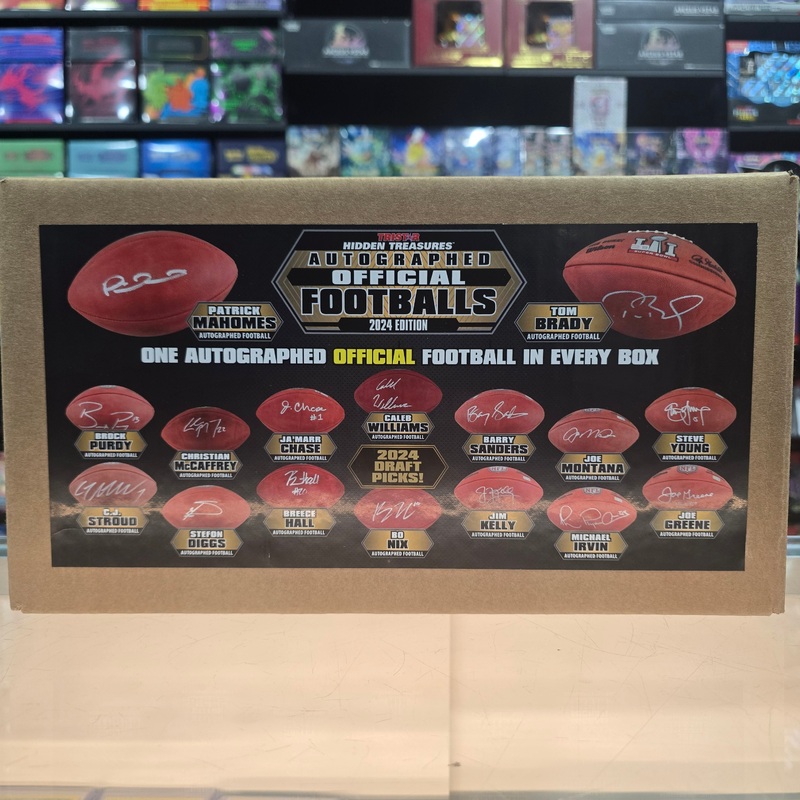 TRISTAR
HIDDEN TREASURES
AUTOGRAPHED
OFFICIAL
FOOTBALLS
2024 EDITION
PATRICK
MAHOMES
AUTOGRAPHED FOOTBALL
LI
TOM
BRADY
AUTOGRAPHED FOOTBALL
ONE AUTOGRAPHED OFFICIAL FOOTBALL IN EVERY BOX
BROCK
PURDY
AUTOGRAPHED FOOTBALL
CHRISTIAN
McCAFFREY
AUTOGRAPHED FOOTBALL
JA'MARR
CHASE
AUTOGRAPHED FOOTBALL
CALEB
WILLIAMS
AUTOGRAPHED FOOTBALL
BARRY
SANDERS
AUTOGRAPHED FOOTBALL
JOE
MONTANA
AUTOGRAPHED FOOTBALL
STEVE
YOUNG
AUTOGRAPHED FOOTBALL
2024
DRAFT
PICKS!
C.J.
STROUD
AUTOGRAPHED FOOTBALL
STEFON
DIGGS
AUTOGRAPHED FOOTBALL
BREECE
HALL
AUTOGRAPHED FOOTBALL
BO
NIX
AUTOGRAPHED FOOTBALL
JIM
KELLY
AUTOGRAPHED FOOTBALL
MICHAEL
IRVIN
AUTOGRAPHED FOOTBALL
JOE
GREENE
AUTOGRAPHED FOOTBALL